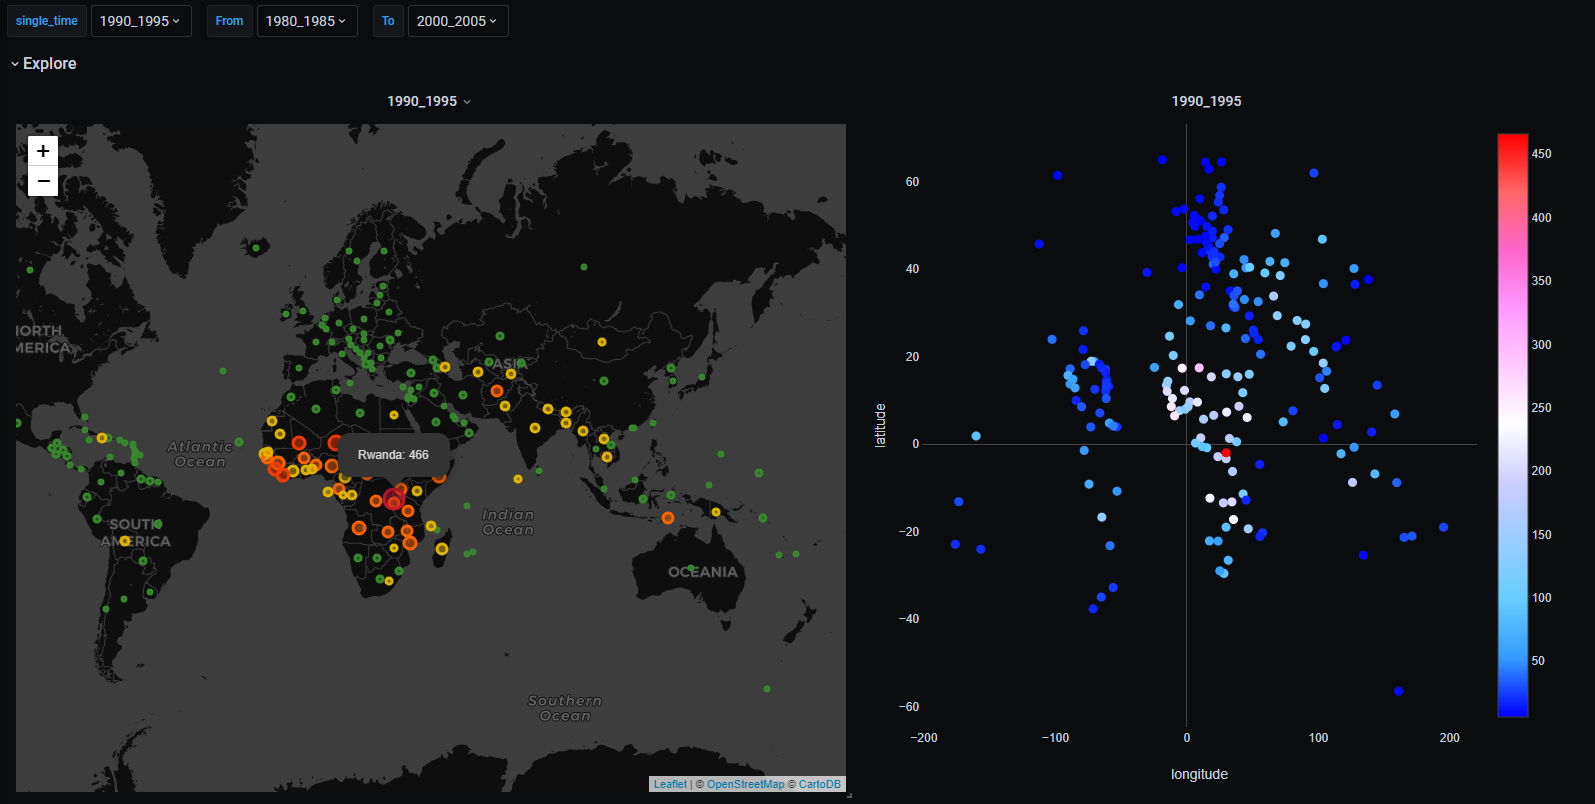 single_time 1990_1995 From 1980_1985 To 2000_2005
Explore
1990_1995
+
−
NORTH
AMERICA
ASIA
Atlantic
Ocean
Rwanda: 466
Indian
Ocean
SOUTH
AMERICA
OCEANIA
Southern
Ocean
Leaflet | © OpenStreetMap © CartoDB
1990_1995
60
40
20
0
−20
−40
−60
latitude
−200
−100
0
100
200
longitude
450
400
350
300
250
200
150
100
50